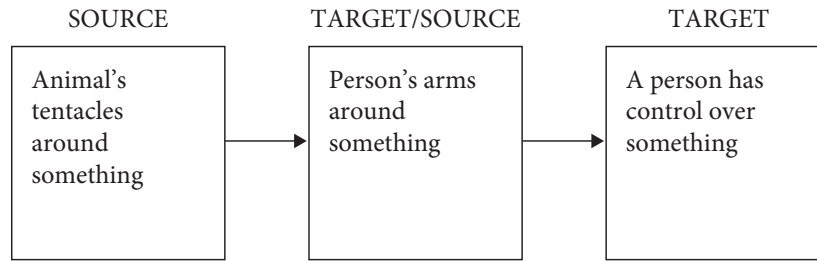 SOURCE
TARGET/SOURCE
TARGET
Animal’s
tentacles
around
something
Person’s arms
around
something
A person has
control over
something